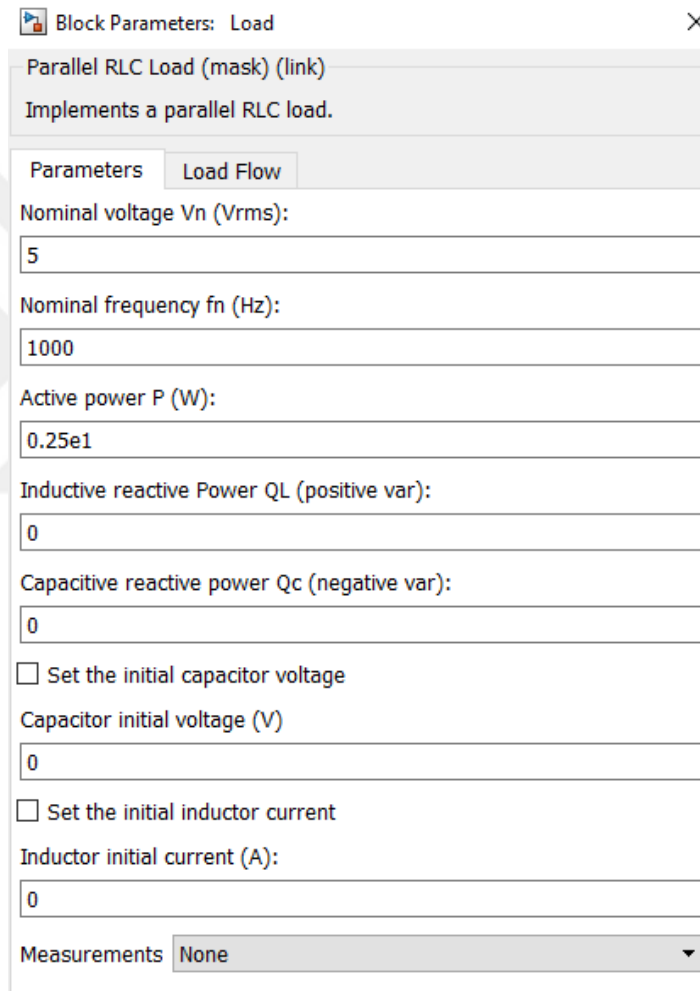 Block Parameters: Load
Parallel RLC Load (mask) (link)
Implements a parallel RLC load.
Parameters Load Flow
Nominal voltage Vn (Vrms):
5
Nominal frequency fn (Hz):
1000
Active power P (W):
0.25e1
Inductive reactive Power QL (positive var):
0
Capacitive reactive power Qc (negative var):
0
Set the initial capacitor voltage
Capacitor initial voltage (V)
0
Set the initial inductor current
Inductor initial current (A):
0
Measurements None